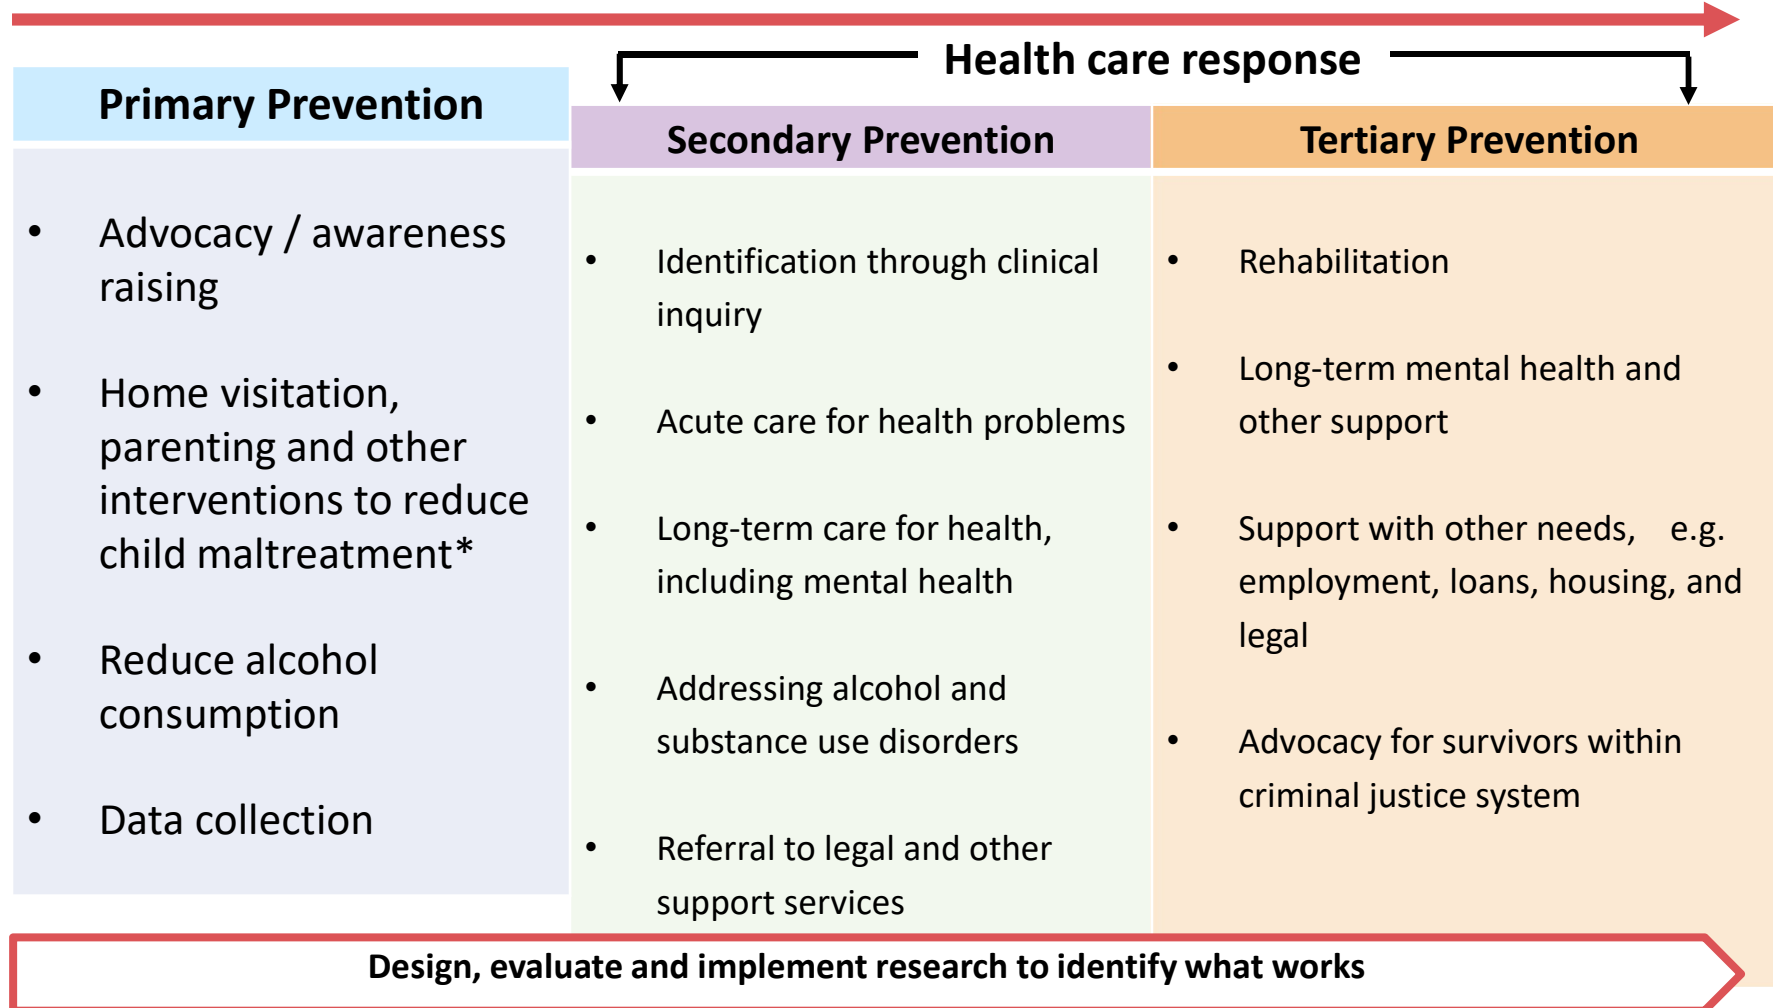 Health care response
Primary Prevention
• Advocacy / awareness
raising
• Home visitation,
parenting and other
interventions to reduce
child maltreatment*
• Reduce alcohol
consumption
• Data collection
Secondary Prevention
• Identification through clinical
inquiry
• Acute care for health problems
• Long-term care for health,
including mental health
• Addressing alcohol and
substance use disorders
• Referral to legal and other
support services
Tertiary Prevention
• Rehabilitation
• Long-term mental health and
other support
• Support with other needs, e.g.
employment, loans, housing, and
legal
• Advocacy for survivors within
criminal justice system
Design, evaluate and implement research to identify what works